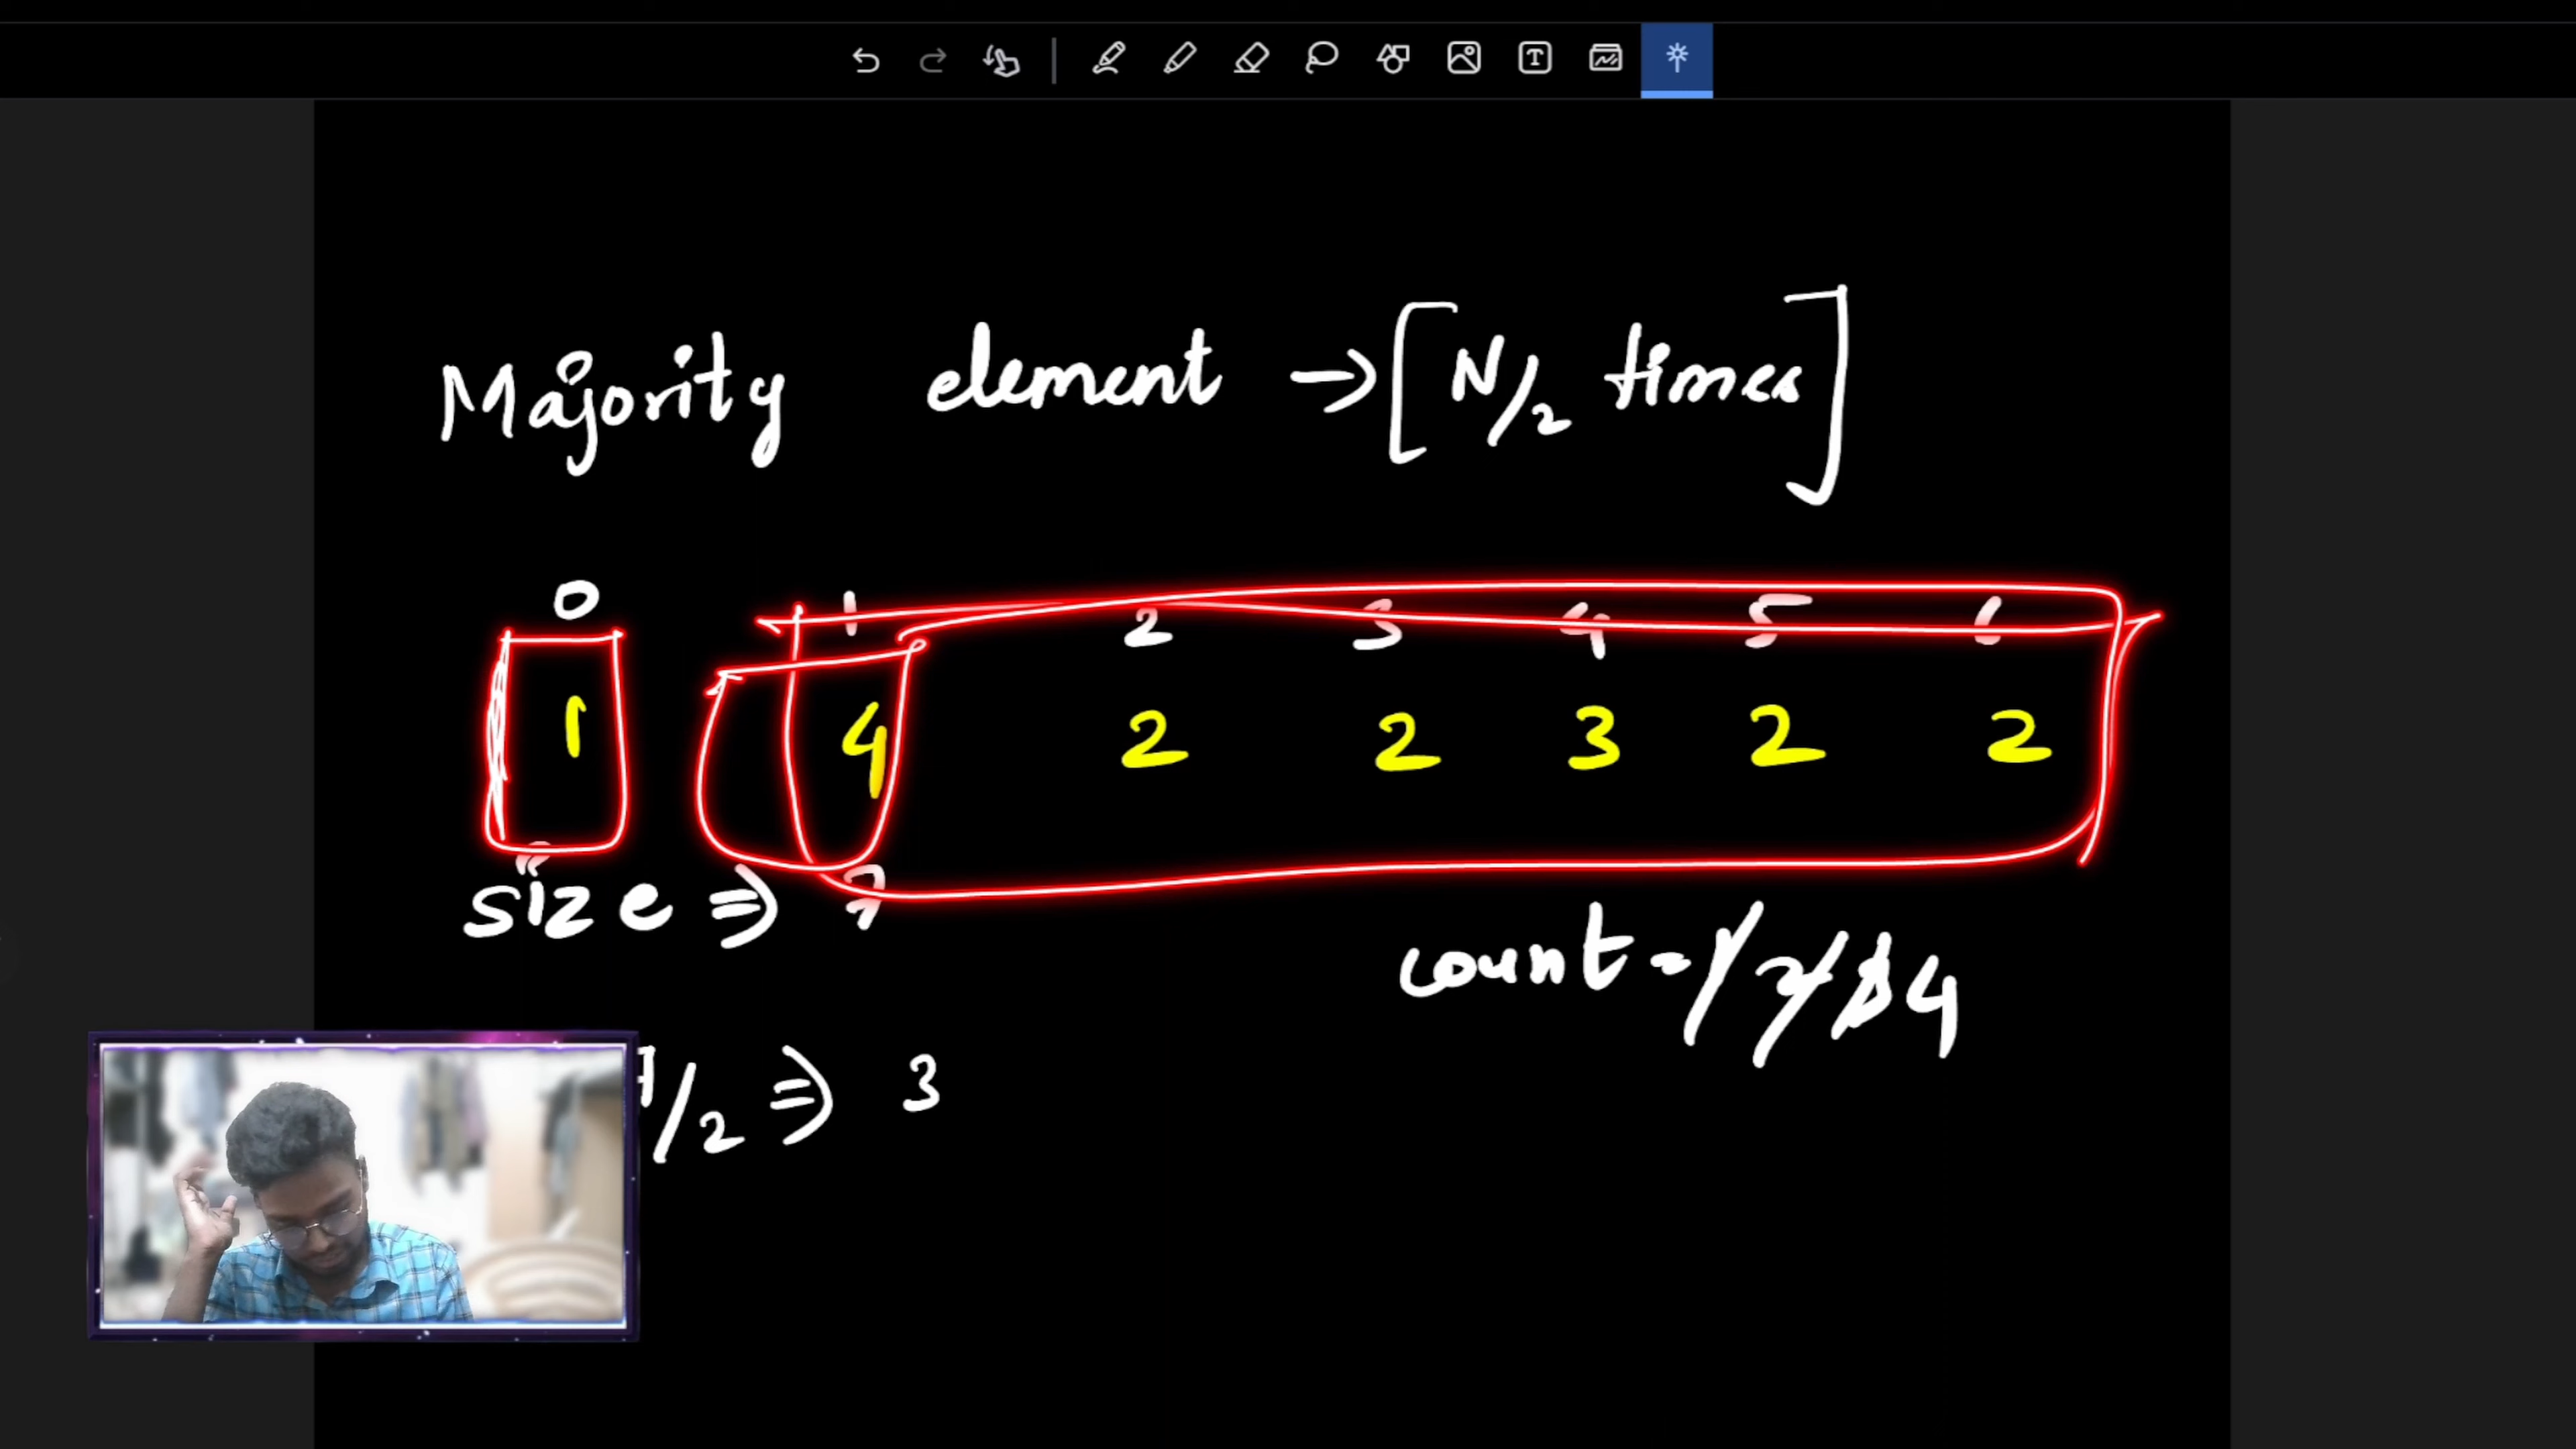 Majority element → [N/2 times]
0 1 2 3 4 5 6
1 4 2 2 3 2 2
size ⇒ 7
count = 1 2 3 4
7/2 ⇒ 3